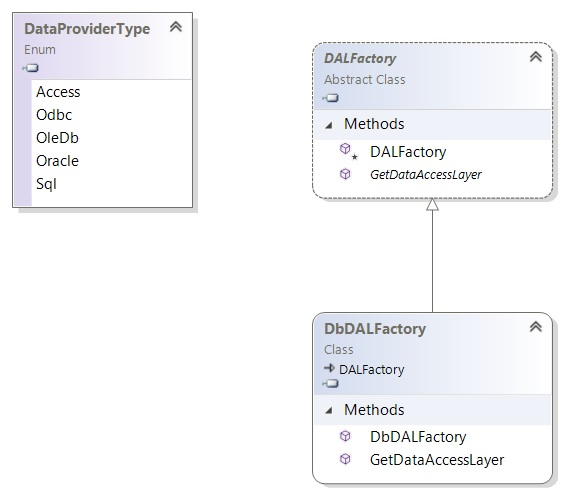 DataProviderType
Enum
Access
Odbc
OleDb
Oracle
Sql
DALFactory
Abstract Class
Methods
DALFactory
GetDataAccessLayer
DbDALFactory
Class
DALFactory
Methods
DbDALFactory
GetDataAccessLayer